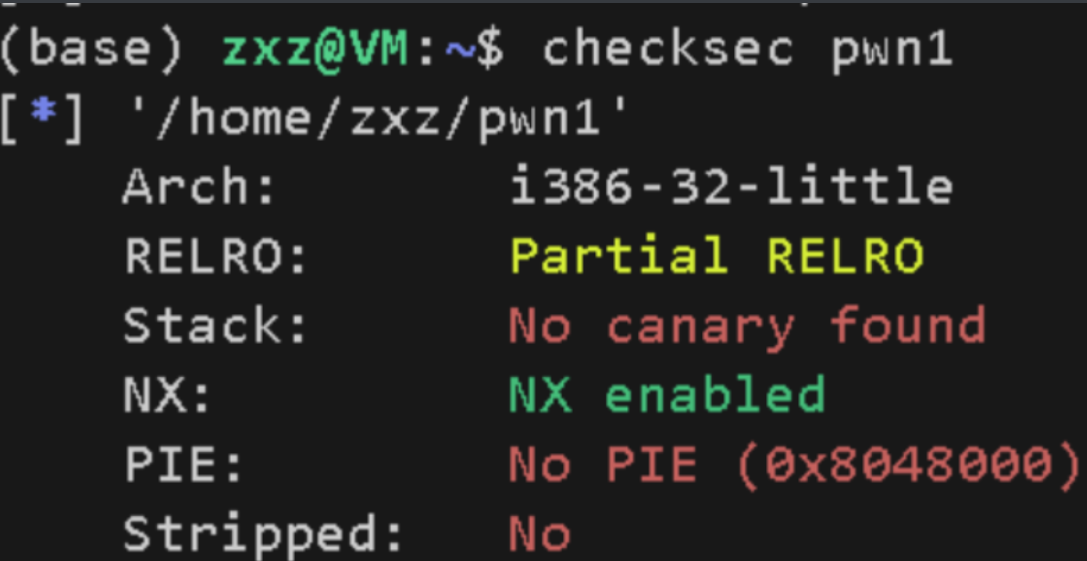 (base) zxz@VM:~$ checksec pwn1
[*] '/home/zxz/pwn1'
Arch: i386-32-little
RELRO: Partial RELRO
Stack: No canary found
NX: NX enabled
PIE: No PIE (0x8048000)
Stripped: No